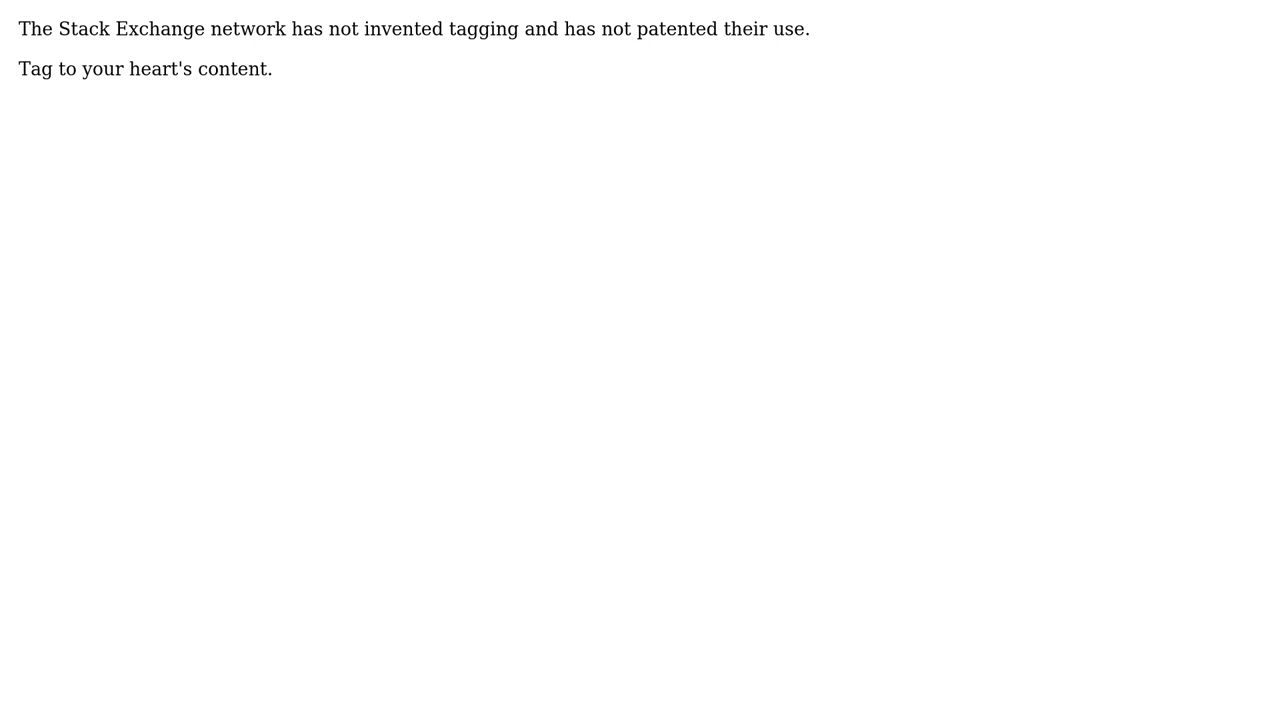 The Stack Exchange network has not invented tagging and has not patented their use.
Tag to your heart's content.